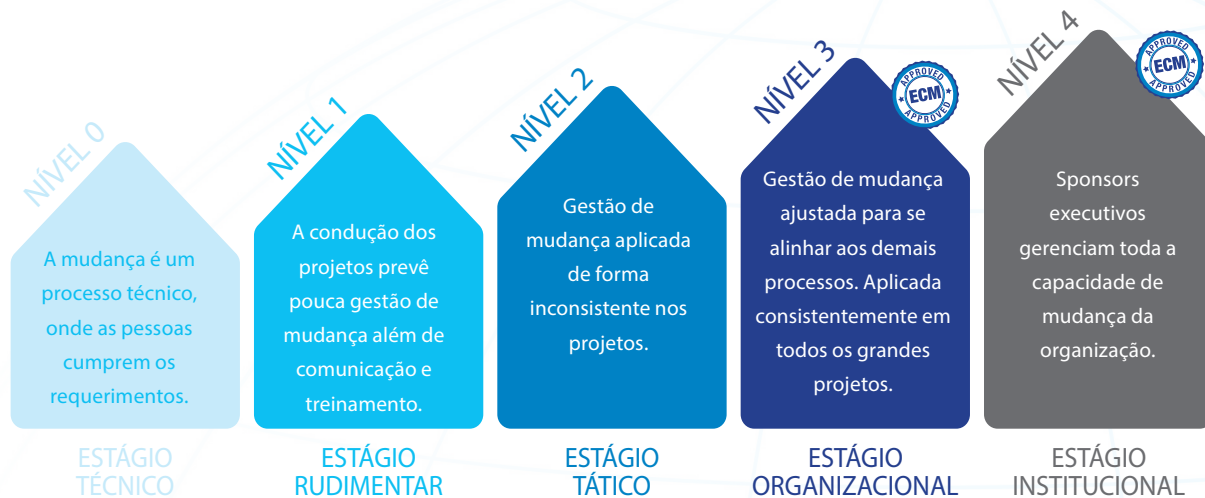 NÍVEL 0
A mudança é um
processo técnico,
onde as pessoas
cumprem os
requerimentos.
ESTÁGIO
TÉCNICO
NÍVEL 1
A condução dos
projetos prevê
pouca gestão de
mudança além de
comunicação e
treinamento.
ESTÁGIO
RUDIMENTAR
NÍVEL 2
Gestão de
mudança aplicada
de forma
inconsistente nos
projetos.
ESTÁGIO
TÁTICO
NÍVEL 3
APPROVED
ECM
APPROVED
Gestão de mudança
ajustada para se
alinhar aos demais
processos. Aplicada
consistentemente em
todos os grandes
projetos.
ESTÁGIO
ORGANIZACIONAL
NÍVEL 4
APPROVED
ECM
APPROVED
Sponsors
executivos
gerenciam toda a
capacidade de
mudança da
organização.
ESTÁGIO
INSTITUCIONAL